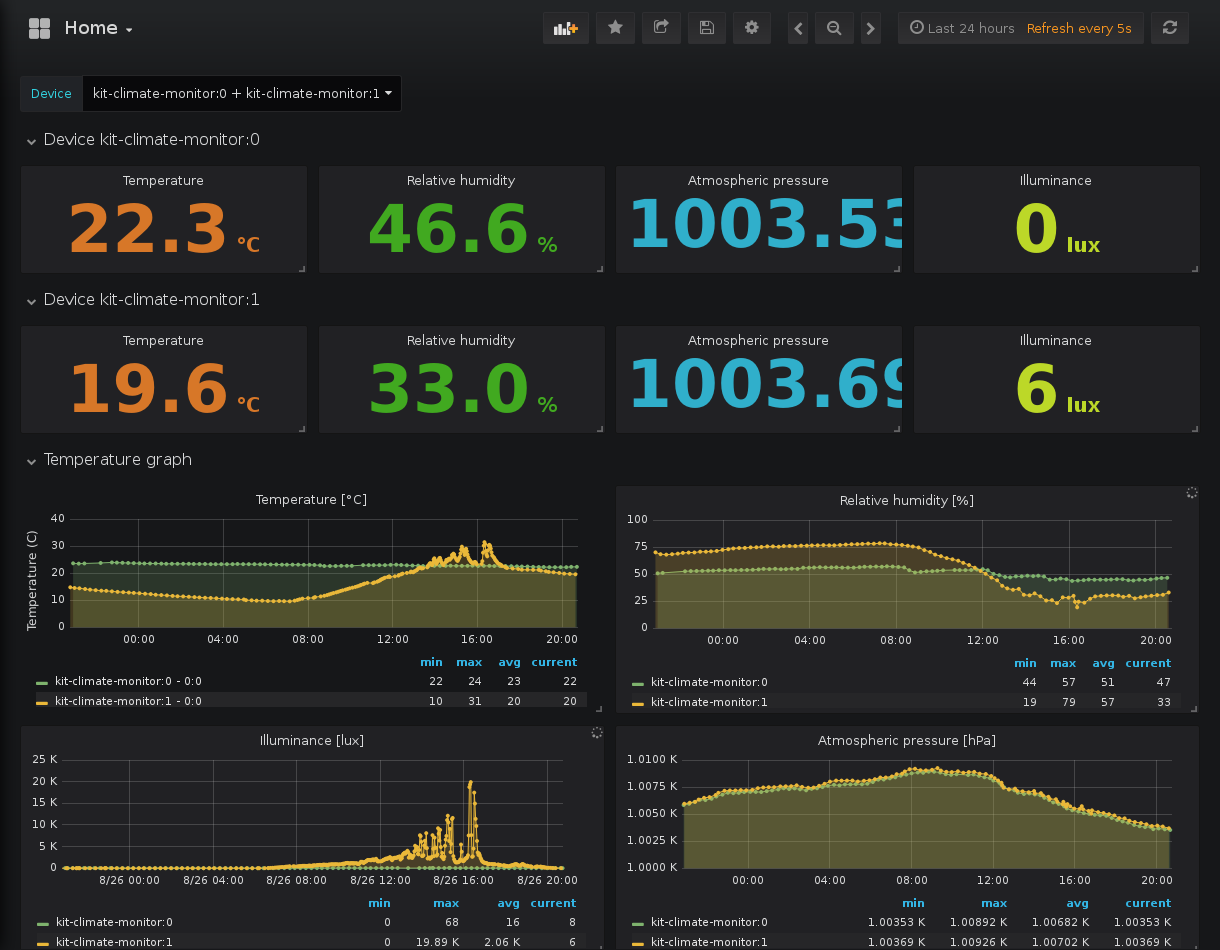 Home
Last 24 hours Refresh every 5s
Device kit-climate-monitor:0 + kit-climate-monitor:1
Device kit-climate-monitor:0
Temperature Relative humidity Atmospheric pressure Illuminance
22.3 °C 46.6 % 1003.53 0 lux
Device kit-climate-monitor:1
Temperature Relative humidity Atmospheric pressure Illuminance
19.6 °C 33.0 % 1003.69 6 lux
Temperature graph
Temperature [°C]
Temperature (C)
40
30
20
10
0
00:00 04:00 08:00 12:00 16:00 20:00
min max avg current
kit-climate-monitor:0 - 0:0 22 24 23 22
kit-climate-monitor:1 - 0:0 10 31 20 20
Relative humidity [%]
100
75
50
25
0
00:00 04:00 08:00 12:00 16:00 20:00
min max avg current
kit-climate-monitor:0 44 57 51 47
kit-climate-monitor:1 19 79 57 33
Illuminance [lux]
25 K
20 K
15 K
10 K
5 K
0
8/26 00:00 8/26 04:00 8/26 08:00 8/26 12:00 8/26 16:00 8/26 20:00
min max avg current
kit-climate-monitor:0 0 68 16 8
kit-climate-monitor:1 0 19.89 K 2.06 K 6
Atmospheric pressure [hPa]
1.0100 K
1.0075 K
1.0050 K
1.0025 K
1.0000 K
00:00 04:00 08:00 12:00 16:00 20:00
min max avg current
kit-climate-monitor:0 1.00353 K 1.00892 K 1.00682 K 1.00353 K
kit-climate-monitor:1 1.00369 K 1.00926 K 1.00702 K 1.00369 K